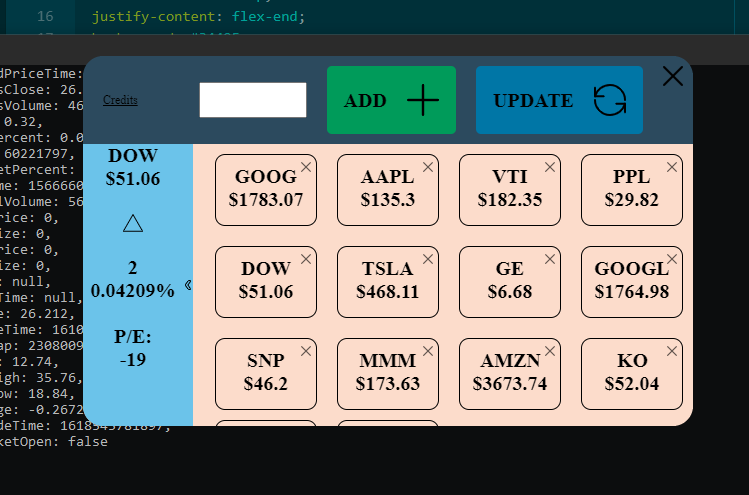 16 justify-content: flex-end;
dPriceTime:
sClose: 26.
sVolume: 46
0.32,
ercent: 0.0
60221797,
etPercent:
me: 1566660
lVolume: 56
rice: 0,
ize: 0,
rice: 0,
ize: 0,
: null,
Time: null,
e: 26.212,
eTime: 1610
ap: 2308009
: 12.74,
igh: 35.76,
ow: 18.84,
ge: -0.2672
ketOpen: false
Credits
ADD
UPDATE
DOW
$51.06
2
0.04209%
P/E:
-19
GOOG AAPL VTI PPL
$1783.07 $135.3 $182.35 $29.82
DOW TSLA GE GOOGL
$51.06 $468.11 $6.68 $1764.98
SNP MMM AMZN KO
$46.2 $173.63 $3673.74 $52.04